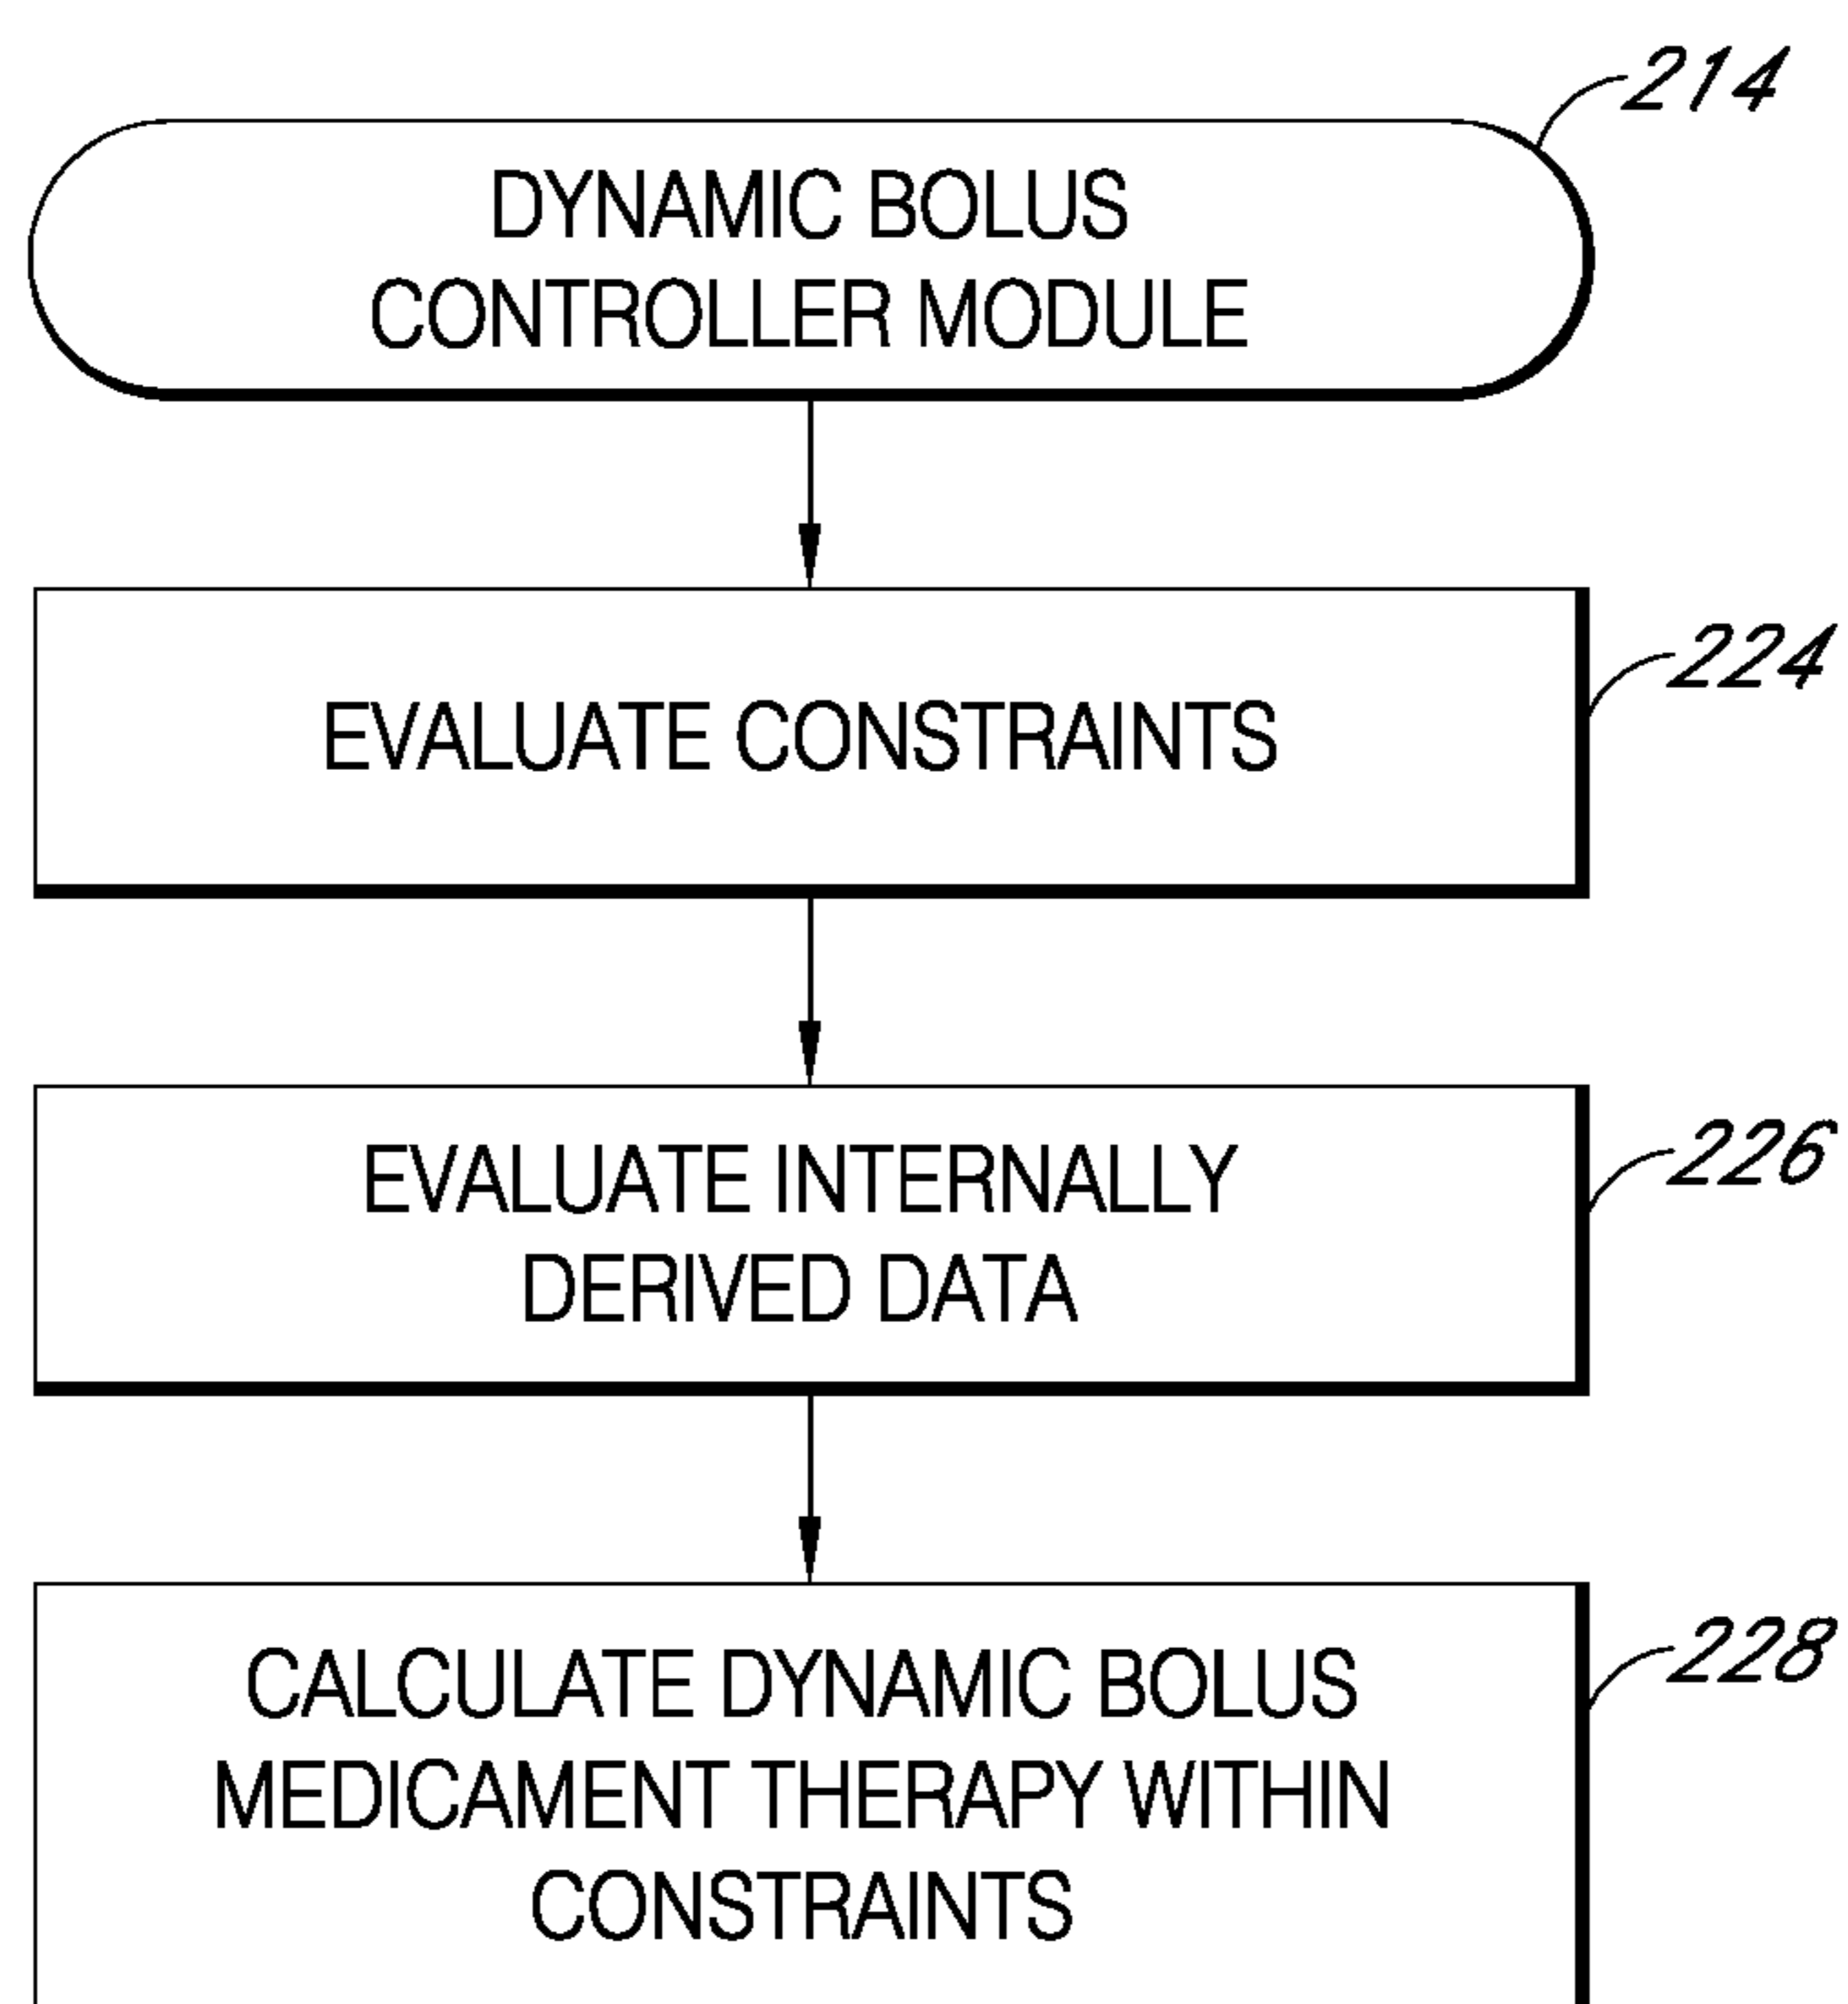 214
DYNAMIC BOLUS
CONTROLLER MODULE
224
EVALUATE CONSTRAINTS
226
EVALUATE INTERNALLY
DERIVED DATA
228
CALCULATE DYNAMIC BOLUS
MEDICAMENT THERAPY WITHIN
CONSTRAINTS